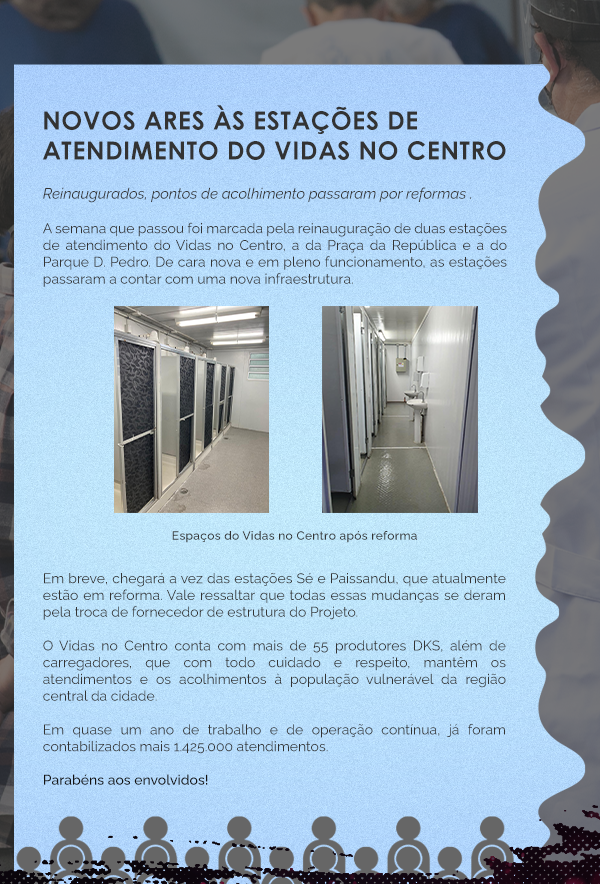 NOVOS ARES ÀS ESTAÇÕES DE
ATENDIMENTO DO VIDAS NO CENTRO
Reinaugurados, pontos de acolhimento passaram por reformas .
A semana que passou foi marcada pela reinauguração de duas estações
de atendimento do Vidas no Centro, a da Praça da República e a do
Parque D. Pedro. De cara nova e em pleno funcionamento, as estações
passaram a contar com uma nova infraestrutura.
Espaços do Vidas no Centro após reforma
Em breve, chegará a vez das estações Sé e Paissandu, que atualmente
estão em reforma. Vale ressaltar que todas essas mudanças se deram
pela troca de fornecedor de estrutura do Projeto.
O Vidas no Centro conta com mais de 55 produtores DKS, além de
carregadores, que com todo cuidado e respeito, mantêm os
atendimentos e os acolhimentos à população vulnerável da região
central da cidade.
Em quase um ano de trabalho e de operação contínua, já foram
contabilizados mais 1.425.000 atendimentos.
Parabéns aos envolvidos!